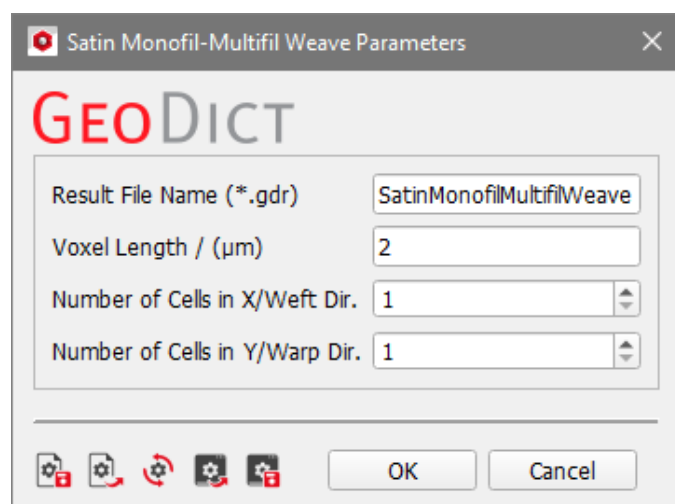 Satin Monofil-Multifil Weave Parameters
GEODICT
Result File Name (*.gdr) SatinMonofilMultifilWeave
Voxel Length / (µm) 2
Number of Cells in X/Weft Dir. 1
Number of Cells in Y/Warp Dir. 1
OK Cancel